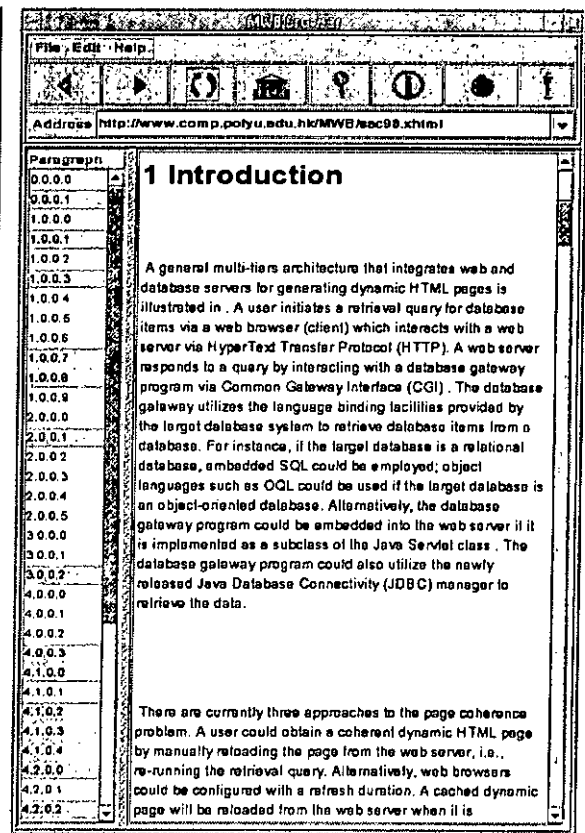 MWB Browser
File Edit Help
Address http://www.comp.polyu.edu.hk/MWB/sac98.xhtml
Paragraph
0.0.0.0
0.0.0.1
1.0.0.0
1.0.0.1
1.0.0.2
1.0.0.3
1.0.0.4
1.0.0.5
1.0.0.6
1.0.0.7
1.0.0.8
1.0.0.9
2.0.0.0
2.0.0.1
2.0.0.2
2.0.0.3
2.0.0.4
2.0.0.5
3.0.0.0
3.0.0.1
3.0.0.2
4.0.0.0
4.0.0.1
4.0.0.2
4.0.0.3
4.1.0.0
4.1.0.1
4.1.0.2
4.1.0.3
4.1.0.4
4.2.0.0
4.2.0.1
4.2.0.2
1 Introduction
A general multi-tiers architecture that integrates web and
database servers for generating dynamic HTML pages is
illustrated in . A user initiates a retrieval query for database
items via a web browser (client) which interacts with a web
server via HyperText Transfer Protocol (HTTP). A web server
responds to a query by interacting with a database gateway
program via Common Gateway Interface (CGI) . The database
gateway utilizes the language binding facilities provided by
the target database system to retrieve database items from a
database. For instance, if the target database is a relational
database, embedded SQL could be employed; object
languages such as OQL could be used if the target database is
an object-oriented database. Alternatively, the database
gateway program could be embedded into the web server if it
is implemented as a subclass of the Java Servlet class . The
database gateway program could also utilize the newly
released Java Database Connectivity (JDBC) manager to
retrieve the data.
There are currently three approaches to the page coherence
problem. A user could obtain a coherent dynamic HTML page
by manually reloading the page from the web server, i.e.,
re-running the retrieval query. Alternatively, web browsers
could be configured with a refresh duration. A cached dynamic
page will be reloaded from the web server when it is